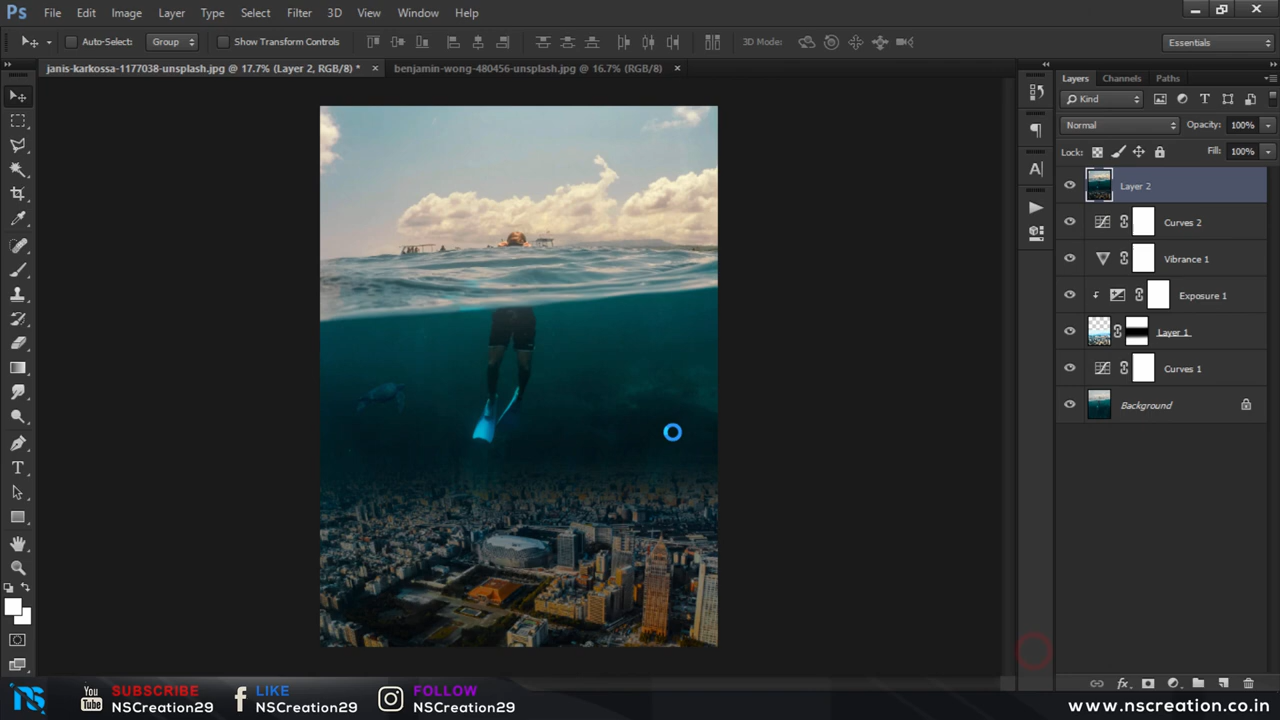 Ps File Edit Image Layer Type Select Filter 3D View Window Help
Auto-Select: Group Show Transform Controls 3D Mode: Essentials
janis-karkossa-1177038-unsplash.jpg @ 17.7% (Layer 2, RGB/8) * × benjamin-wong-480456-unsplash.jpg @ 16.7% (RGB/8) ×
Layers Channels Paths
Kind
Normal Opacity: 100%
Lock: Fill: 100%
Layer 2
Curves 2
Vibrance 1
Exposure 1
Layer 1
Curves 1
Background
You Tube SUBSCRIBE NSCreation29
LIKE NSCreation29
FOLLOW NSCreation29
www.nscreation.co.in